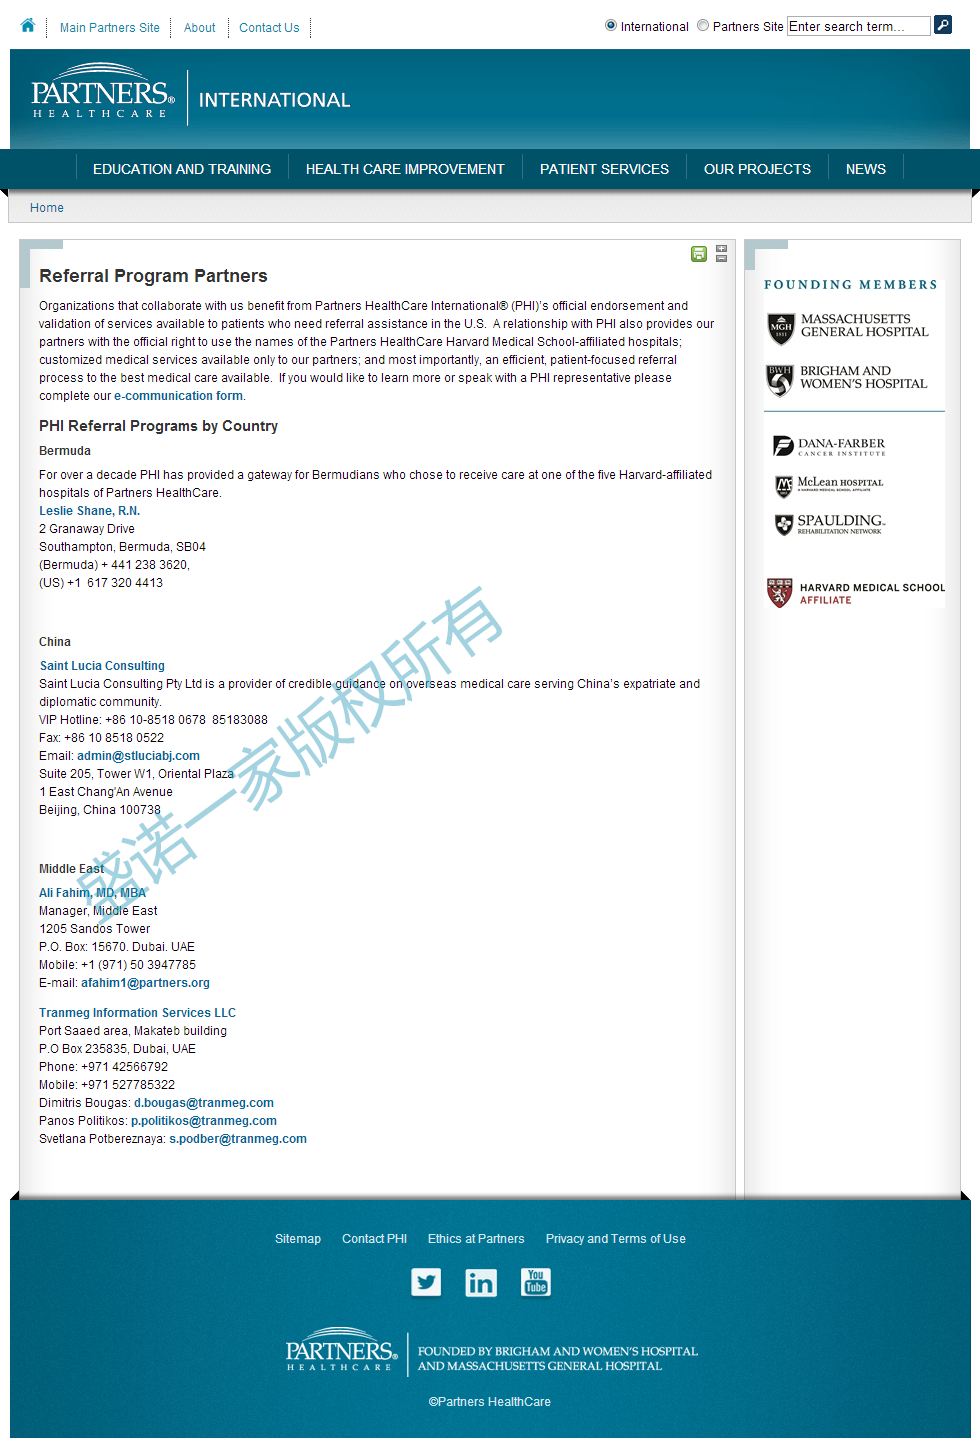 Main Partners Site
About
Contact Us
International
Partners Site
Enter search term...
PARTNERS®
HEALTHCARE
INTERNATIONAL
EDUCATION AND TRAINING
HEALTH CARE IMPROVEMENT
PATIENT SERVICES
OUR PROJECTS
NEWS
Home
Referral Program Partners
Organizations that collaborate with us benefit from Partners HealthCare International® (PHI)'s official endorsement and
validation of services available to patients who need referral assistance in the U.S.  A relationship with PHI also provides our
partners with the official right to use the names of the Partners HealthCare Harvard Medical School-affiliated hospitals;
customized medical services available only to our partners; and most importantly, an efficient, patient-focused referral
process to the best medical care available.  If you would like to learn more or speak with a PHI representative please
complete our e-communication form.
PHI Referral Programs by Country
Bermuda
For over a decade PHI has provided a gateway for Bermudians who chose to receive care at one of the five Harvard-affiliated
hospitals of Partners HealthCare.
Leslie Shane, R.N.
2 Granaway Drive
Southampton, Bermuda, SB04
(Bermuda) + 441 238 3620,
(US) +1  617 320 4413
China
Saint Lucia Consulting
Saint Lucia Consulting Pty Ltd is a provider of credible guidance on overseas medical care serving China's expatriate and
diplomatic community.
VIP Hotline: +86 10-8518 0678  85183088
Fax: +86 10 8518 0522
Email: admin@stluciabj.com
Suite 205, Tower W1, Oriental Plaza
1 East Chang'An Avenue
Beijing, China 100738
盛诺一家版权所有
Middle East
Ali Fahim, MD, MBA
Manager, Middle East
1205 Sandos Tower
P.O. Box: 15670. Dubai. UAE
Mobile: +1 (971) 50 3947785
E-mail: afahim1@partners.org
Tranmeg Information Services LLC
Port Saaed area, Makateb building
P.O Box 235835, Dubai, UAE
Phone: +971 42566792
Mobile: +971 527785322
Dimitris Bougas: d.bougas@tranmeg.com
Panos Politikos: p.politikos@tranmeg.com
Svetlana Potbereznaya: s.podber@tranmeg.com
FOUNDING MEMBERS
MGH
1811
MASSACHUSETTS
GENERAL HOSPITAL
BWH
BRIGHAM AND
WOMEN'S HOSPITAL
DANA-FARBER
CANCER INSTITUTE
McLEAN HOSPITAL
A HARVARD MEDICAL SCHOOL AFFILIATE
SPAULDING™
REHABILITATION NETWORK
HARVARD MEDICAL SCHOOL
AFFILIATE
Sitemap
Contact PHI
Ethics at Partners
Privacy and Terms of Use
in
You
Tube
PARTNERS®
HEALTHCARE
FOUNDED BY BRIGHAM AND WOMEN'S HOSPITAL
AND MASSACHUSETTS GENERAL HOSPITAL
©Partners HealthCare